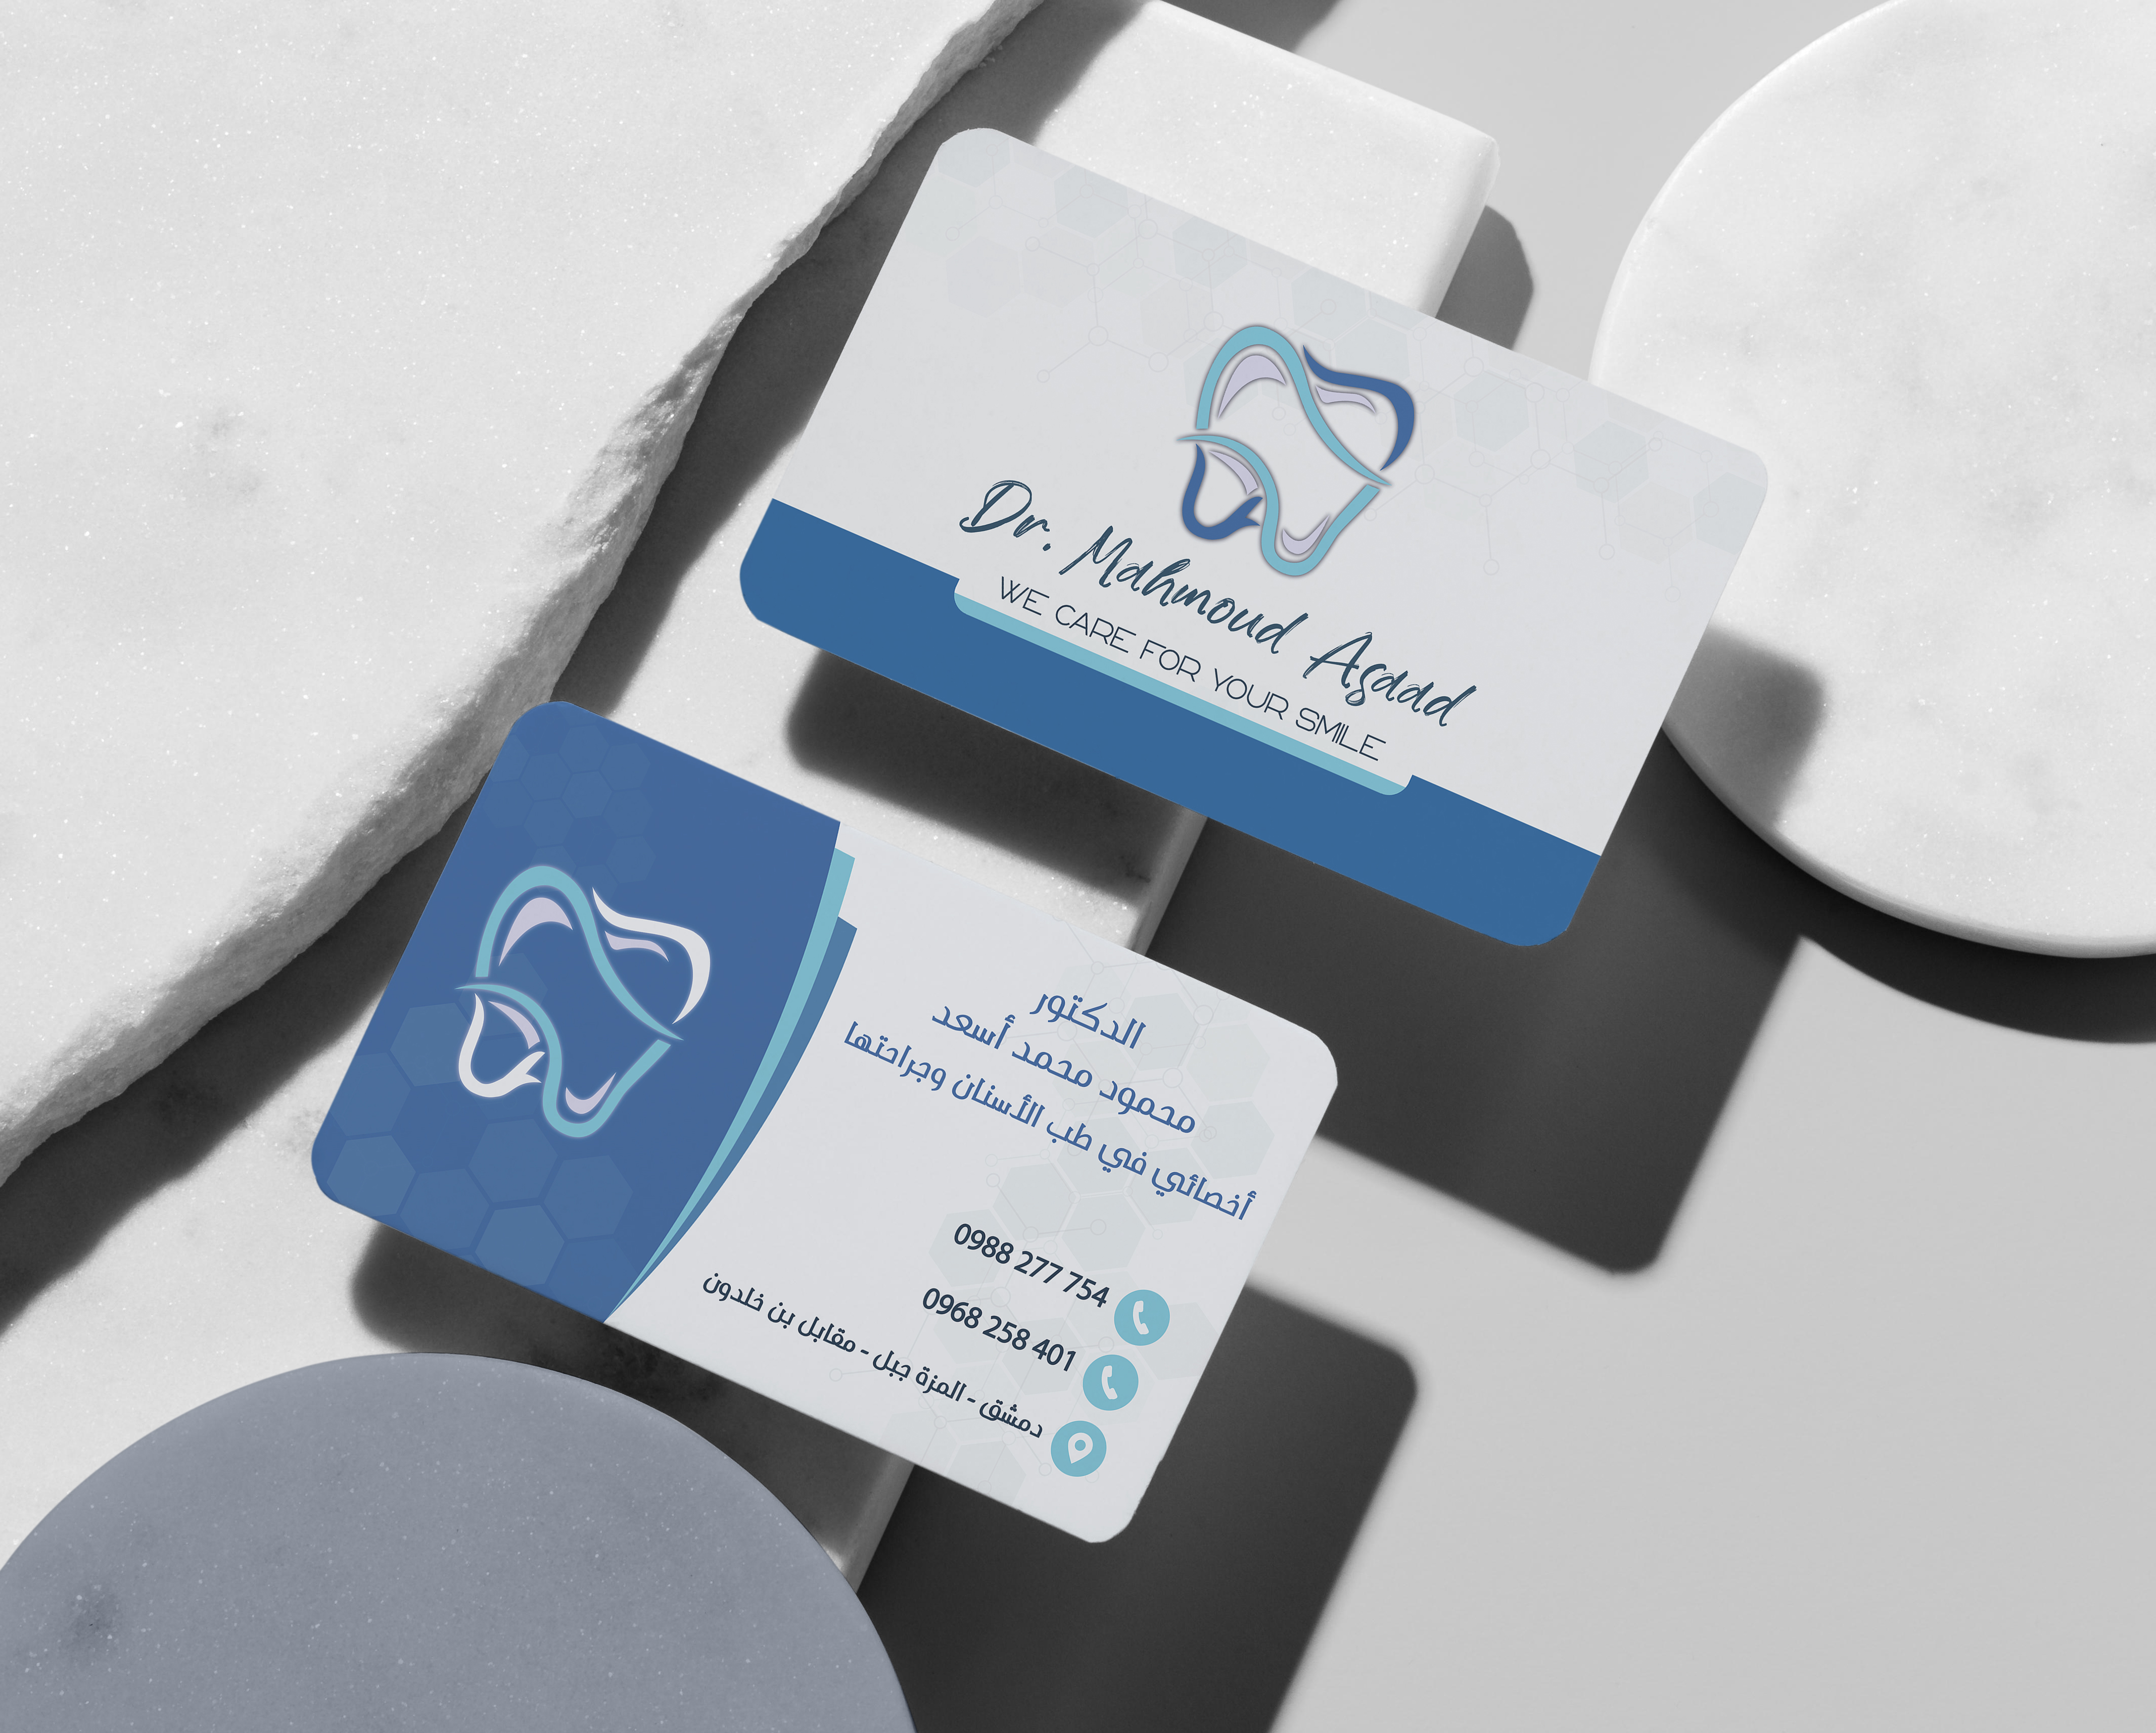 Dr. Mahmoud Asaad
WE CARE FOR YOUR SMILE
الدكتور
محمود محمد أسعد
أخصائي في طب الأسنان وجراحتها
0988 277 754
0968 258 401
دمشق - المزة جبل - مقابل بن خلدون